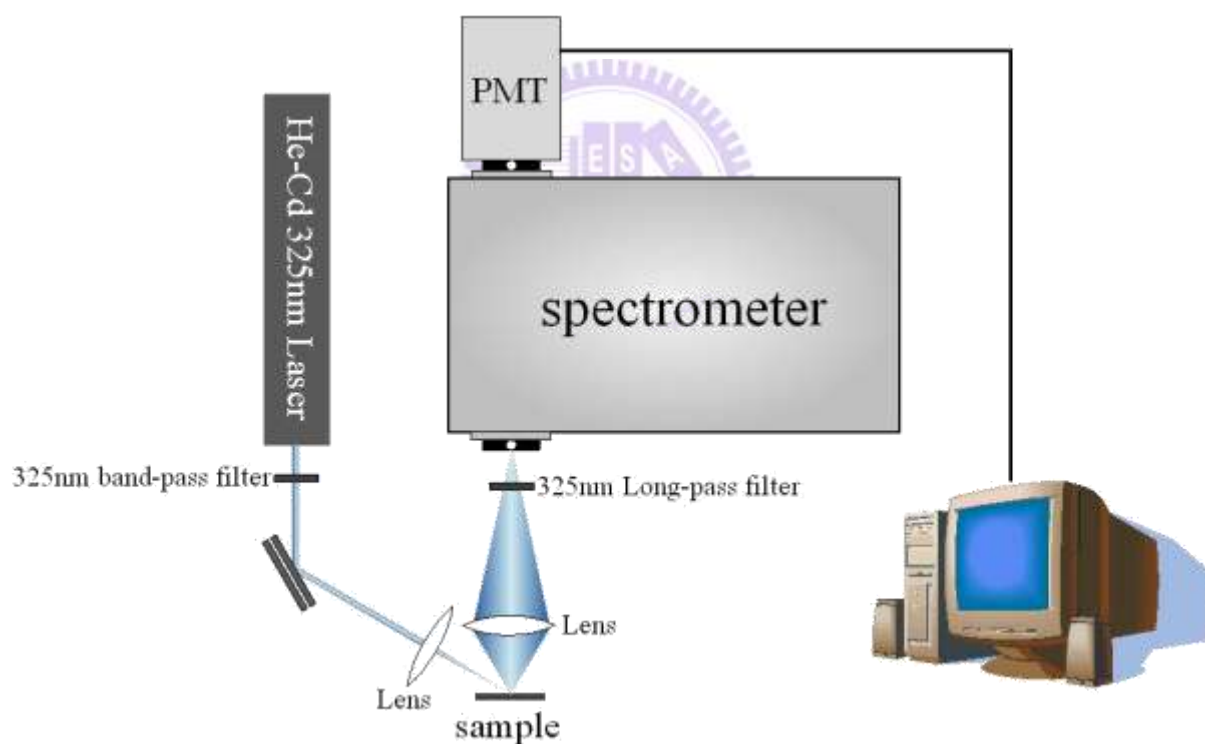 PMT
E S A
He-Cd 325nm Laser
spectrometer
325nm band-pass filter
325nm Long-pass filter
Lens
Lens
sample